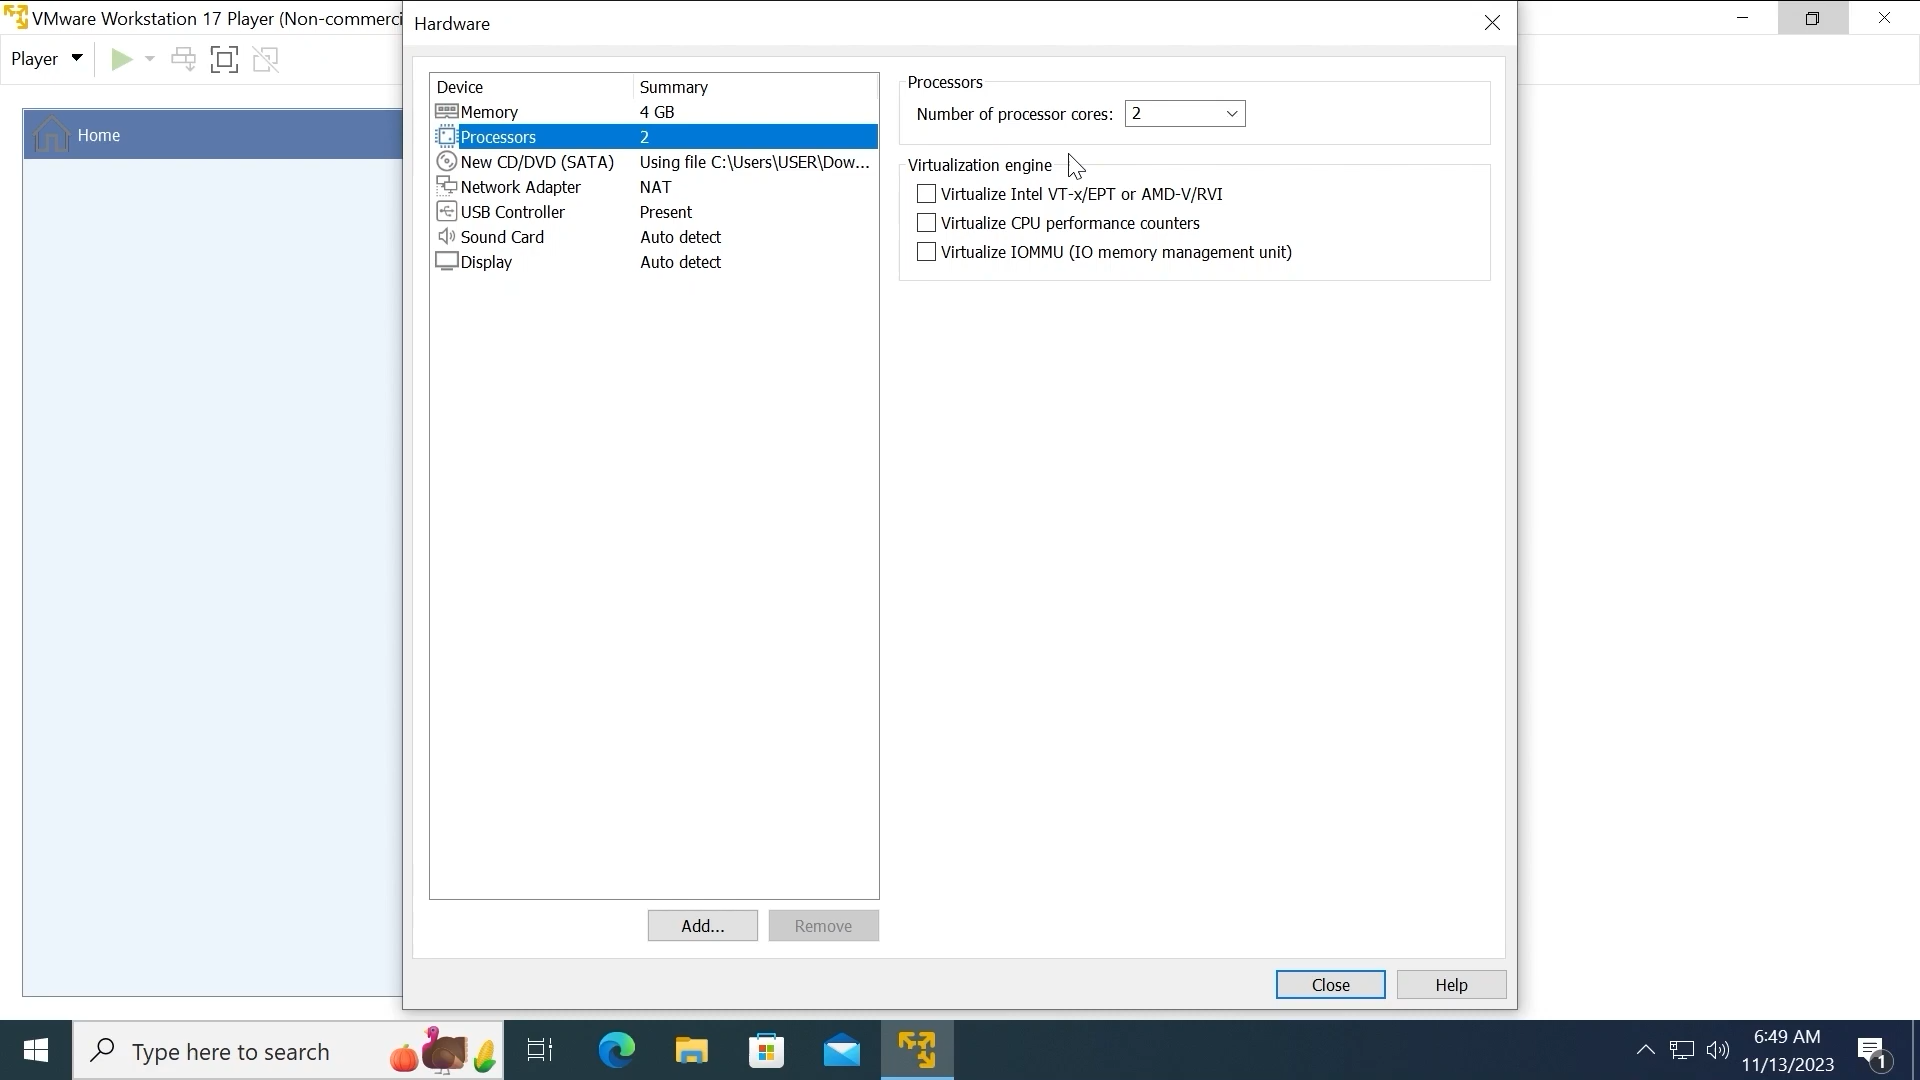 VMware Workstation 17 Player (Non-commerci
Player
Home
Hardware
Device Summary
Memory 4 GB
Processors 2
New CD/DVD (SATA) Using file C:\Users\USER\Dow...
Network Adapter NAT
USB Controller Present
Sound Card Auto detect
Display Auto detect
Add...
Remove
Processors
Number of processor cores: 2
Virtualization engine
Virtualize Intel VT-x/EPT or AMD-V/RVI
Virtualize CPU performance counters
Virtualize IOMMU (IO memory management unit)
Close
Help
Type here to search
6:49 AM
11/13/2023
1